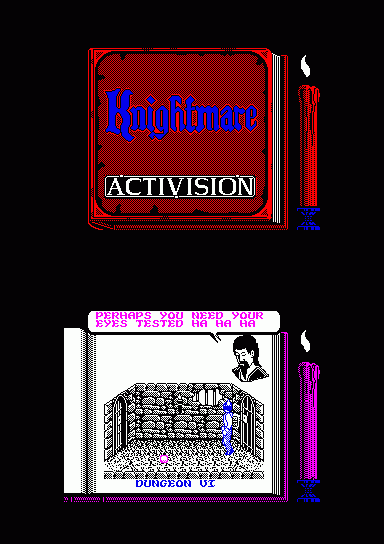 Knightmare
ACTIVISION
PERHAPS YOU NEED YOUR
EYES TESTED HA HA HA
DUNGEON VI